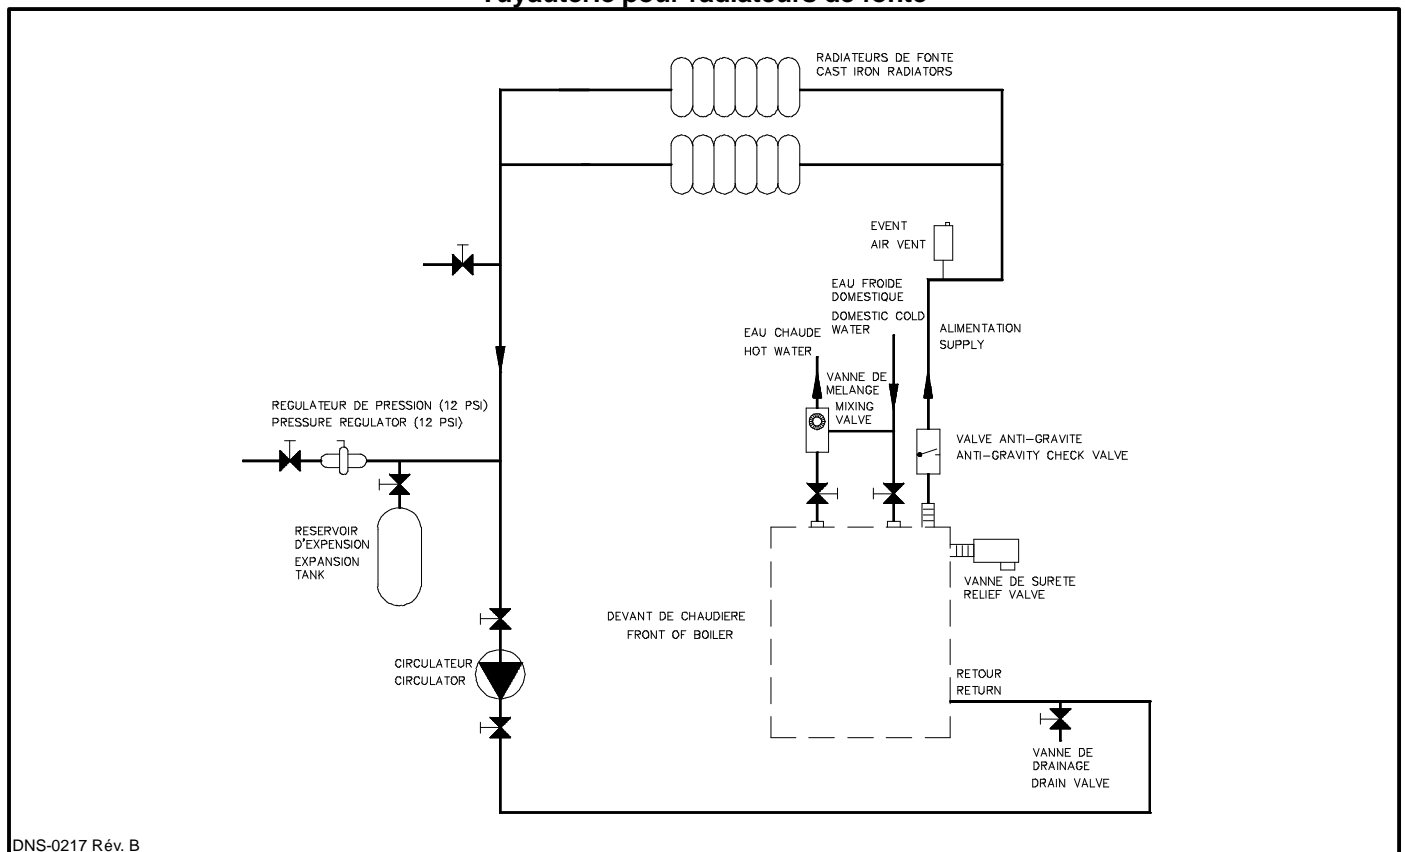 Tuyauterie pour radiateurs de fonte
RADIATEURS DE FONTE
CAST IRON RADIATORS
EVENT
AIR VENT
EAU FROIDE
DOMESTIQUE
DOMESTIC COLD
WATER
EAU CHAUDE
HOT WATER
ALIMENTATION
SUPPLY
VANNE DE
MELANGE
MIXING
VALVE
REGULATEUR DE PRESSION (12 PSI)
PRESSURE REGULATOR (12 PSI)
VALVE ANTI-GRAVITE
ANTI-GRAVITY CHECK VALVE
RESERVOIR
D'EXPENSION
EXPANSION
TANK
VANNE DE SURETE
RELIEF VALVE
DEVANT DE CHAUDIERE
FRONT OF BOILER
CIRCULATEUR
CIRCULATOR
RETOUR
RETURN
VANNE DE
DRAINAGE
DRAIN VALVE
DNS-0217 Rév. B